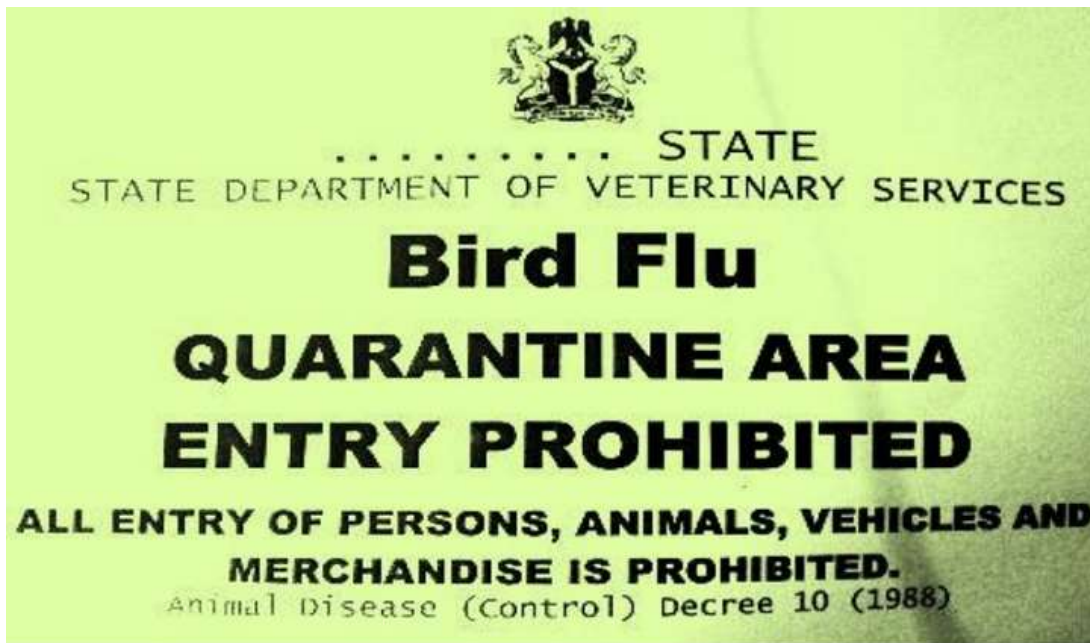 ......... STATE
STATE DEPARTMENT OF VETERINARY SERVICES
Bird Flu
QUARANTINE AREA
ENTRY PROHIBITED
ALL ENTRY OF PERSONS, ANIMALS, VEHICLES AND
MERCHANDISE IS PROHIBITED.
Animal Disease (Control) Decree 10 (1988)